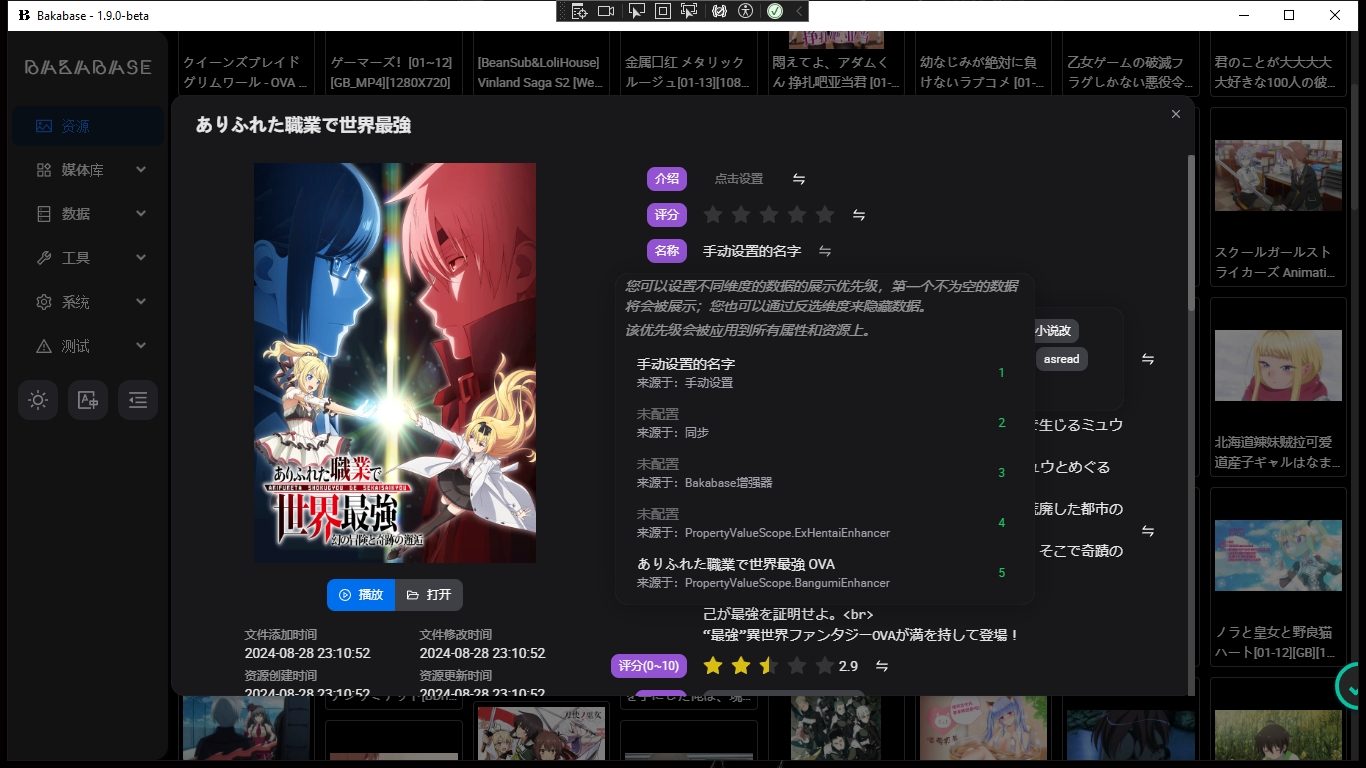 Bakabase - 1.9.0-beta
BAKABASE
资源
媒体库
数据
工具
系统
测试
クイーンズブレイド
グリムワール - OVA ...
ゲーマーズ！[01~12]
[GB_MP4][1280X720]
[BeanSub&LoliHouse]
Vinland Saga S2 [We...
金属口红 メタリック
ルージュ[01-13][108...
悶えてよ、アダムく
ん 挣扎吧亚当君 [01-...
幼なじみが絶対に負
けないラブコメ [01-...
乙女ゲームの破滅フ
ラグしかない悪役令...
君のことが大大大大
大好きな100人の彼...
ありふれた職業で世界最強
介绍
点击设置
评分
名称
手动设置的名字
您可以设置不同维度的数据的展示优先级，第一个不为空的数据
将会被展示；您也可以通过反选维度来隐藏数据。
该优先级会被应用到所有属性和资源上。
手动设置的名字
来源于：手动设置
1
未配置
来源于：同步
2
未配置
来源于：Bakabase增强器
3
未配置
来源于：PropertyValueScope.ExHentaiEnhancer
4
ありふれた職業で世界最強 OVA
来源于：PropertyValueScope.BangumiEnhancer
5
小说改
asread
生じるミュウ
ュウとめぐる
廃した都市の
そこで奇蹟の
己が最強を証明せよ。<br>
“最強”異世界ファンタジーOVAが満を持して登場！
评分(0~10)
2.9
ありふれた職業で
ARIFURETA SHOKUGYOU DE SEKAISAIKYOU
世界最強
幻の冒険と奇跡の邂逅
播放
打开
文件添加时间
2024-08-28 23:10:52
文件修改时间
2024-08-28 23:10:52
资源创建时间
2024-08-28 23:10:52
资源更新时间
2024-08-28 23:10:52
スクールガールスト
ライカーズ Animati...
北海道辣妹贼拉可爱
道産子ギャルはなま...
ノラと皇女と野良猫
ハート[01-12][GB][1...